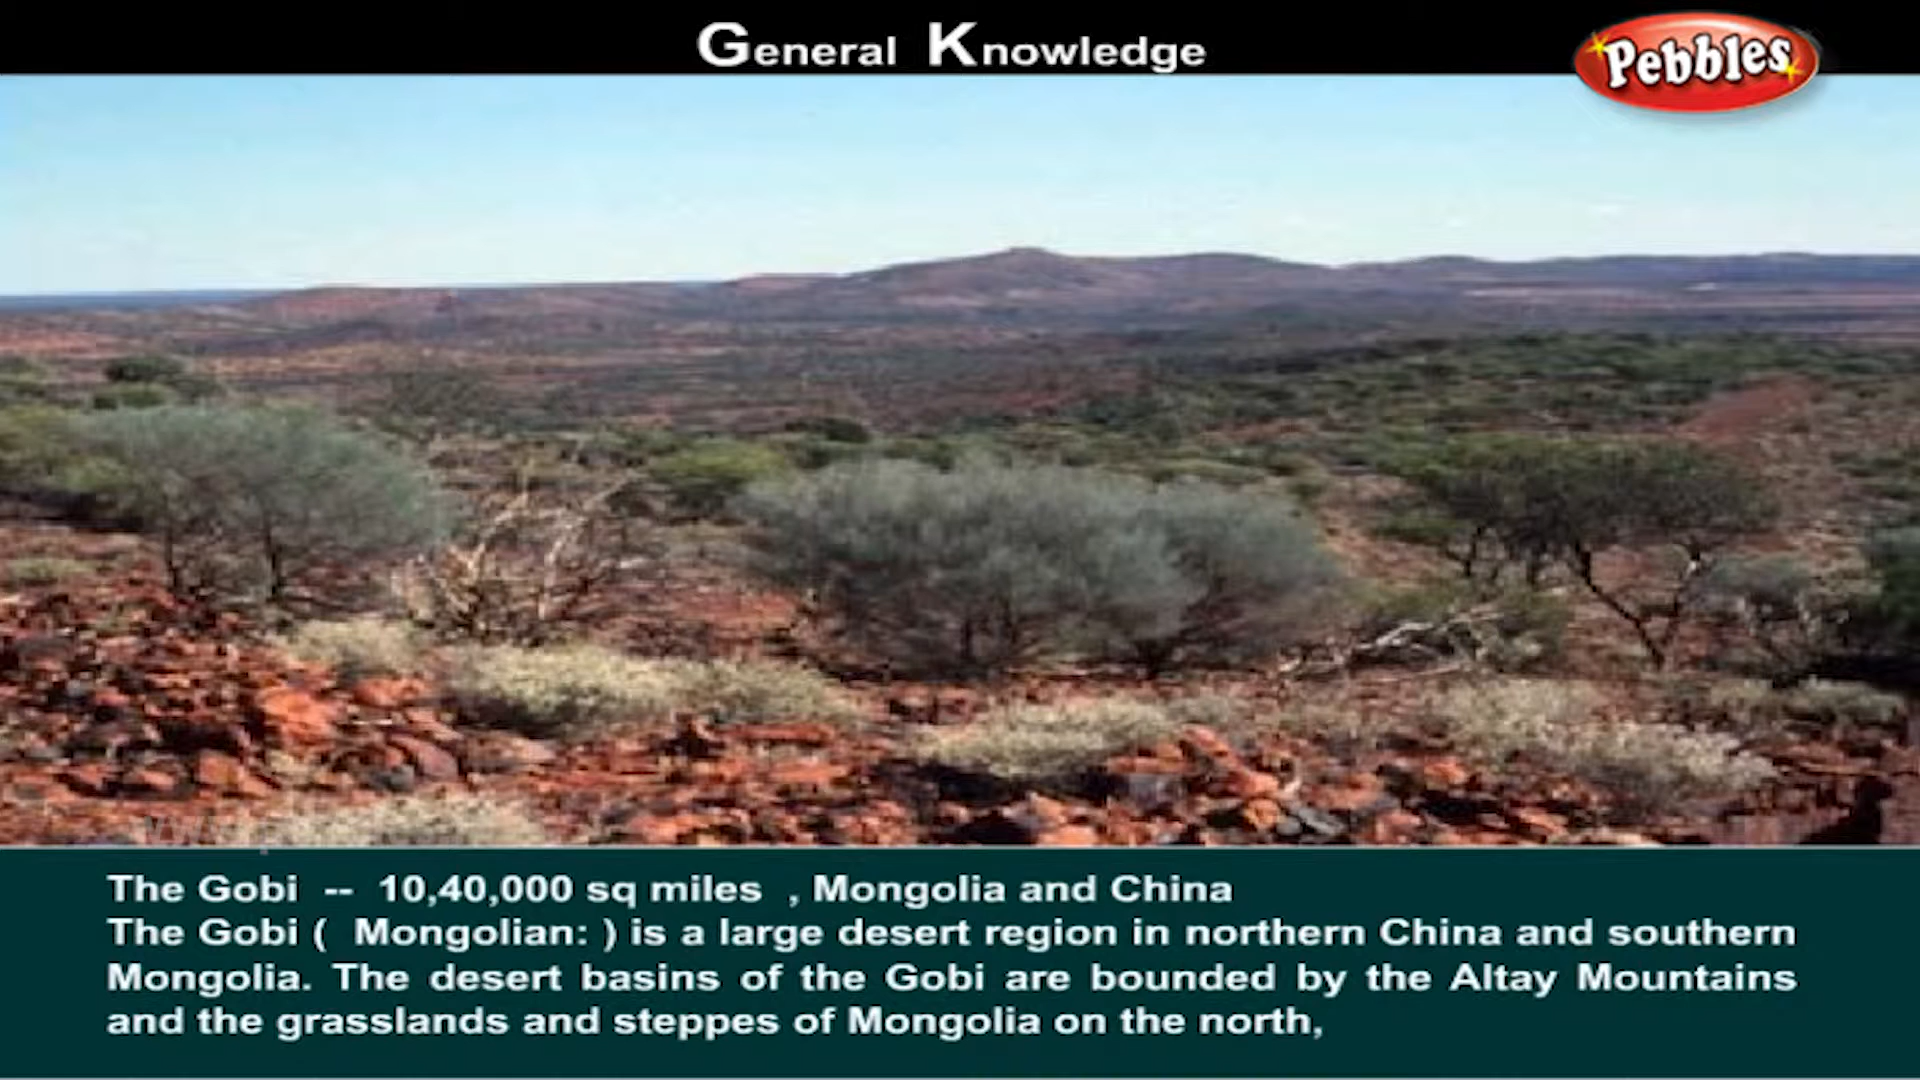 General Knowledge
Pebbles
The Gobi -- 10,40,000 sq miles , Mongolia and China
The Gobi ( Mongolian: ) is a large desert region in northern China and southern
Mongolia. The desert basins of the Gobi are bounded by the Altay Mountains
and the grasslands and steppes of Mongolia on the north,